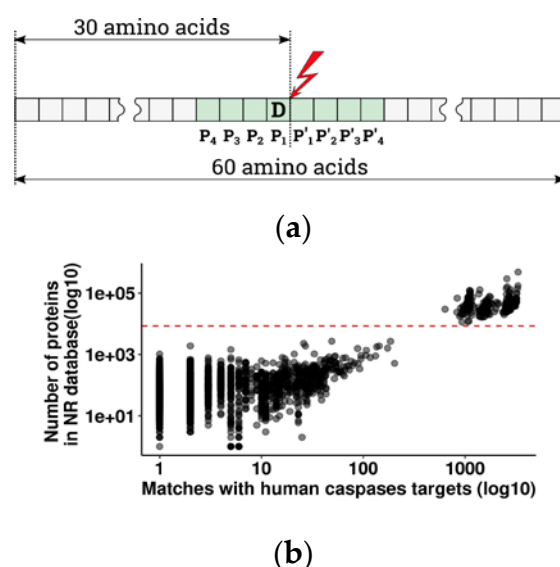 30 amino acids
D
P4 P3 P2 P1 P'1 P'2 P'3 P'4
60 amino acids
(a)
Number of proteins
in NR database(log10)
1e+05
1e+03
1e+01
1 10 100 1000
Matches with human caspases targets (log10)
(b)